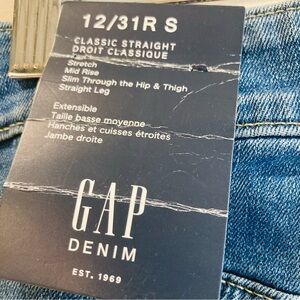 12/31R S
CLASSIC STRAIGHT
DROIT CLASSIQUE
Stretch
Mid Rise
Slim Through the Hip & Thigh
Straight Leg
Extensible
Taille basse moyenne
Hanches et cuisses étroites
Jambe droite
GAP
DENIM
EST. 1969